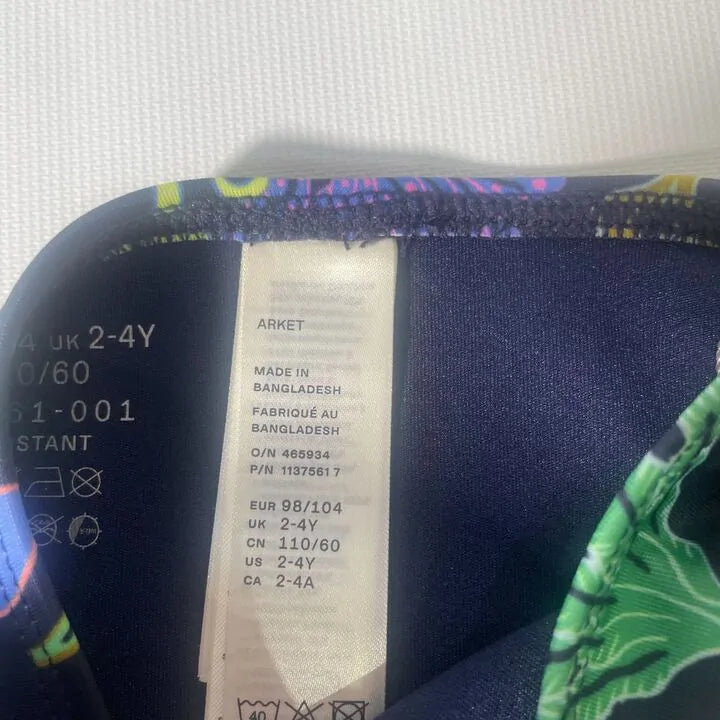 4 UK 2-4Y
0/60
51-001
STANT
ARKET
MADE IN
BANGLADESH
FABRIQUÉ AU
BANGLADESH
O/N 465934
P/N 1137561 7
EUR 98/104
UK 2-4Y
CN 110/60
US 2-4Y
CA 2-4A
40